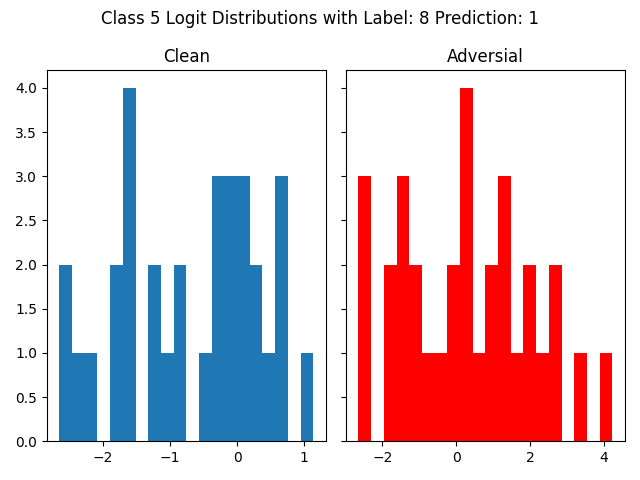 Class 5 Logit Distributions with Label: 8 Prediction: 1
Clean
Adversial
4.0
3.5
3.0
2.5
2.0
1.5
1.0
0.5
0.0
−2 −1 0 1
−2 0 2 4